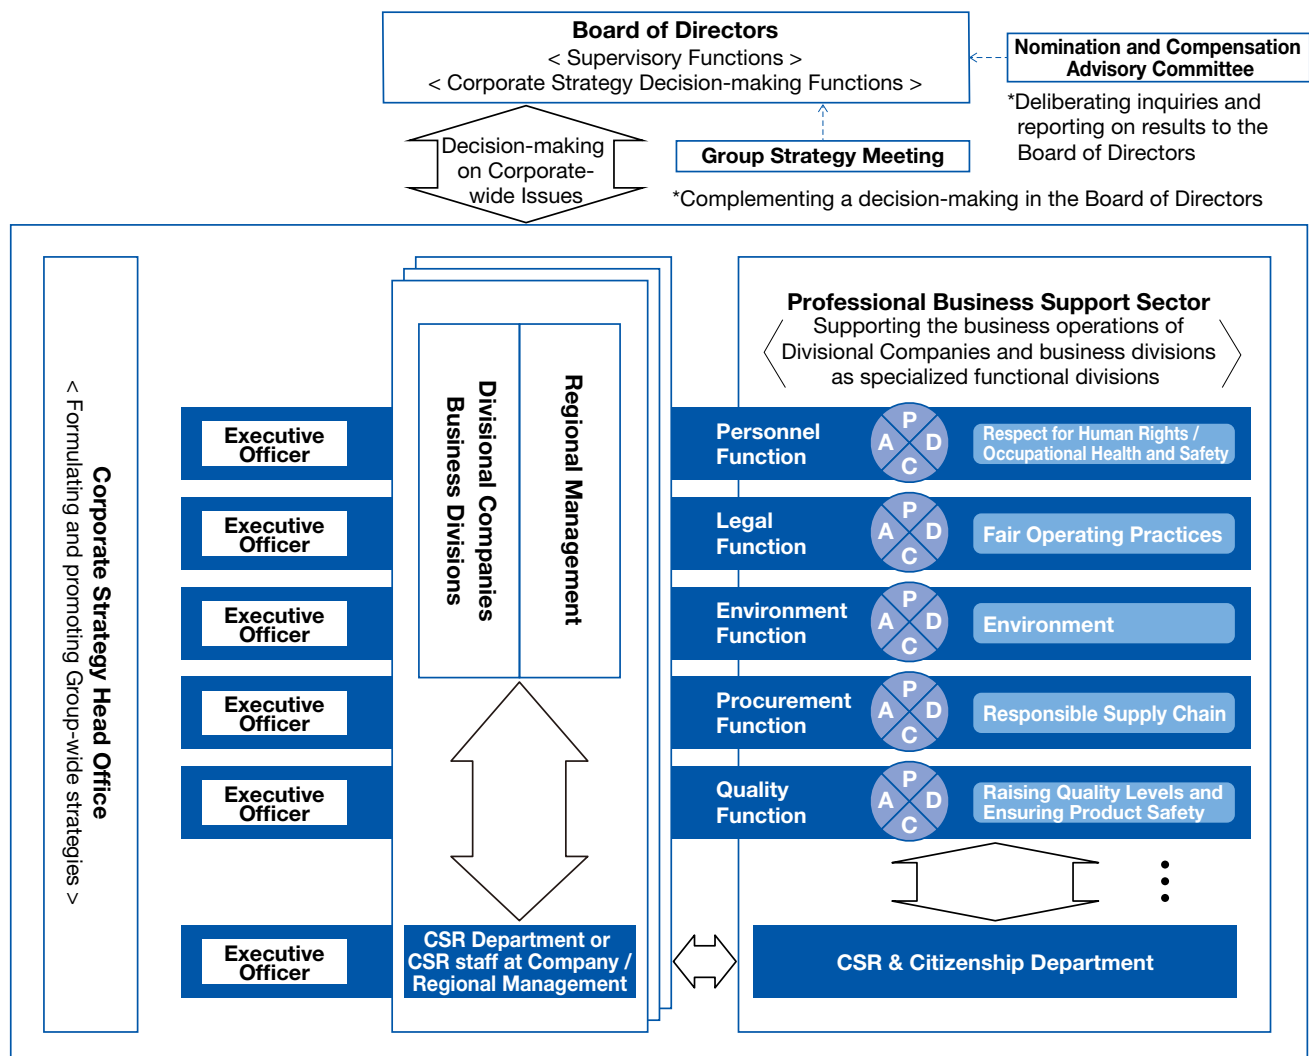 Board of Directors
< Supervisory Functions >
< Corporate Strategy Decision-making Functions >
Nomination and Compensation
Advisory Committee
*Deliberating inquiries and
reporting on results to the
Board of Directors
Decision-making
on Corporate-
wide Issues
Group Strategy Meeting
*Complementing a decision-making in the Board of Directors
Corporate Strategy Head Office
< Formulating and promoting Group-wide strategies >
Divisional Companies
Business Divisions
Regional Management
Professional Business Support Sector
Supporting the business operations of
Divisional Companies and business divisions
as specialized functional divisions
Executive
Officer
Personnel
Function
P
A D
C
Respect for Human Rights /
Occupational Health and Safety
Executive
Officer
Legal
Function
P
A D
C
Fair Operating Practices
Executive
Officer
Environment
Function
P
A D
C
Environment
Executive
Officer
Procurement
Function
P
A D
C
Responsible Supply Chain
Executive
Officer
Quality
Function
P
A D
C
Raising Quality Levels and
Ensuring Product Safety
Executive
Officer
CSR Department or
CSR staff at Company /
Regional Management
CSR & Citizenship Department